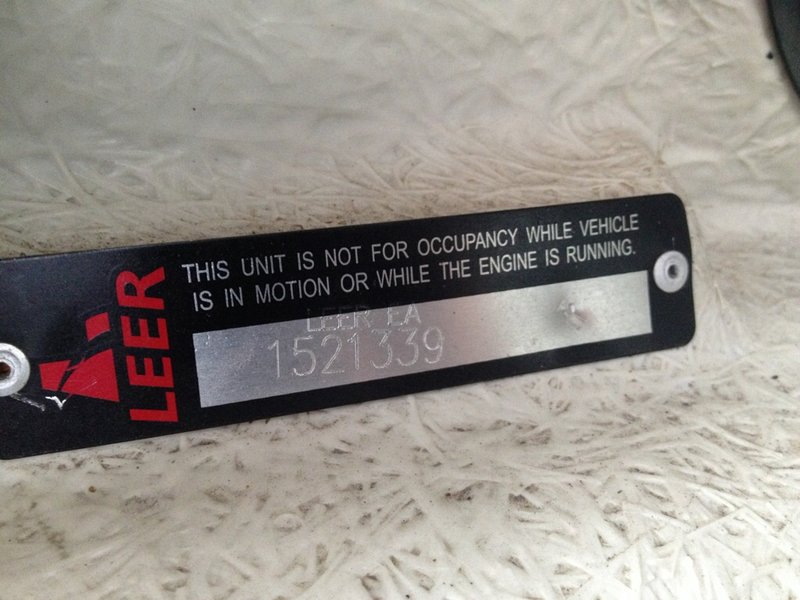 LEER
THIS UNIT IS NOT FOR OCCUPANCY WHILE VEHICLE
IS IN MOTION OR WHILE THE ENGINE IS RUNNING.
LEER EA
1521339